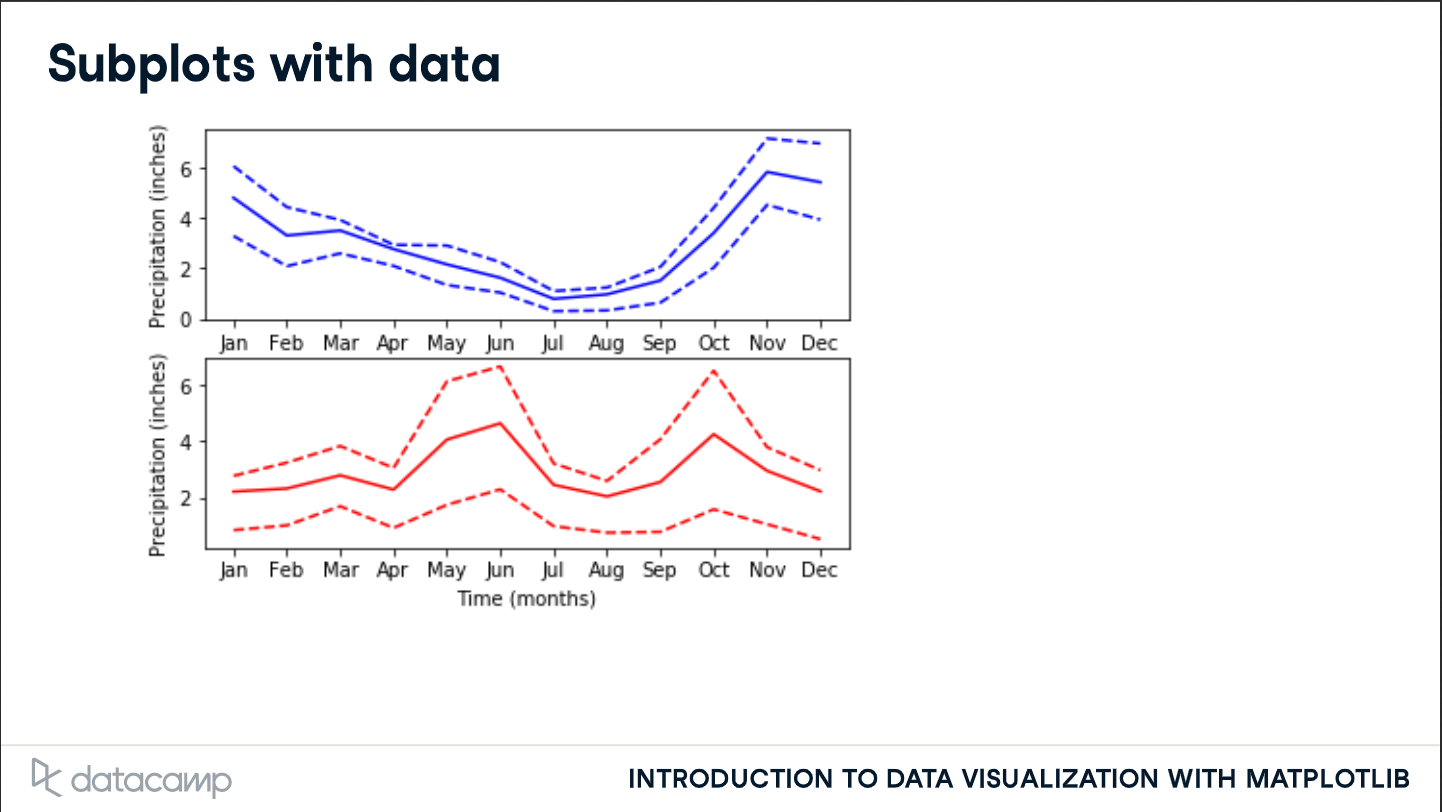 Subplots with data
Precipitation (inches)
6
4
2
0
Jan Feb Mar Apr May Jun Jul Aug Sep Oct Nov Dec
Precipitation (inches)
6
4
2
Jan Feb Mar Apr May Jun Jul Aug Sep Oct Nov Dec
Time (months)
datacamp
INTRODUCTION TO DATA VISUALIZATION WITH MATPLOTLIB